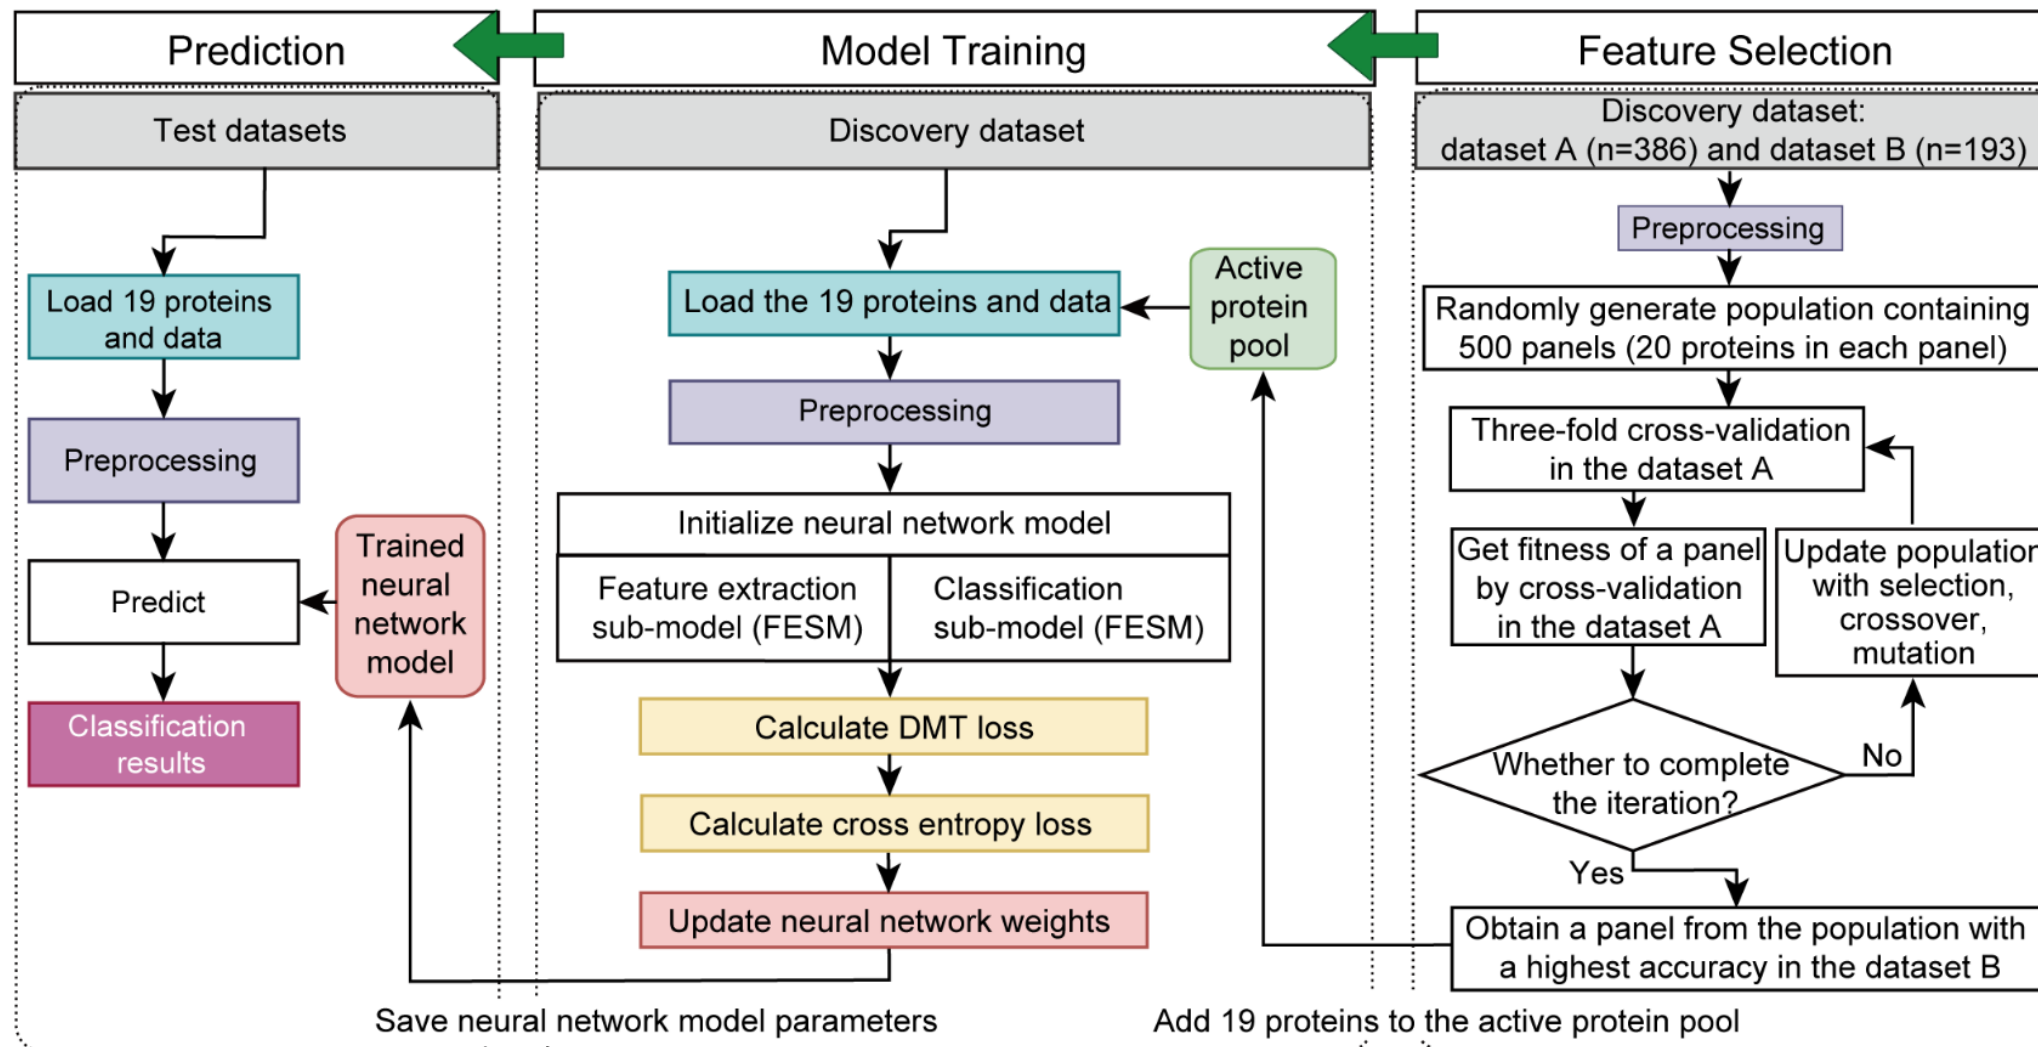 Prediction
Model Training
Feature Selection
Test datasets
Load 19 proteins
and data
Preprocessing
Predict
Classification
results
Trained
neural
network
model
Discovery dataset
Load the 19 proteins and data
Active
protein
pool
Preprocessing
Initialize neural network model
Feature extraction
sub-model (FESM)
Classification
sub-model (FESM)
Calculate DMT loss
Calculate cross entropy loss
Update neural network weights
Save neural network model parameters
Discovery dataset:
dataset A (n=386) and dataset B (n=193)
Preprocessing
Randomly generate population containing
500 panels (20 proteins in each panel)
Three-fold cross-validation
in the dataset A
Get fitness of a panel
by cross-validation
in the dataset A
Update population
with selection,
crossover,
mutation
Whether to complete
the iteration?
No
Yes
Obtain a panel from the population with
a highest accuracy in the dataset B
Add 19 proteins to the active protein pool